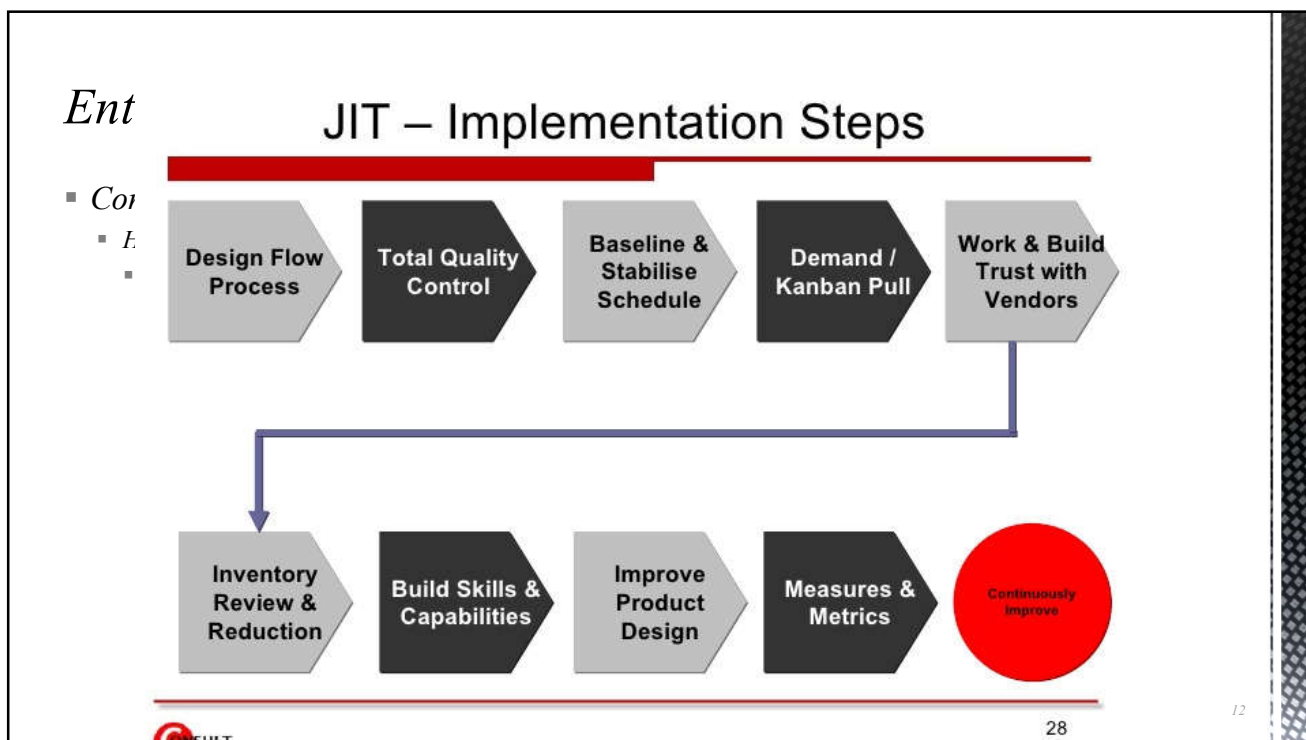 Ent
JIT – Implementation Steps
Cor
Design Flow
Process
Total Quality
Control
Baseline &
Stabilise
Schedule
Demand /
Kanban Pull
Work & Build
Trust with
Vendors
Inventory
Review &
Reduction
Build Skills &
Capabilities
Improve
Product
Design
Measures &
Metrics
Continuously
Improve
28
12